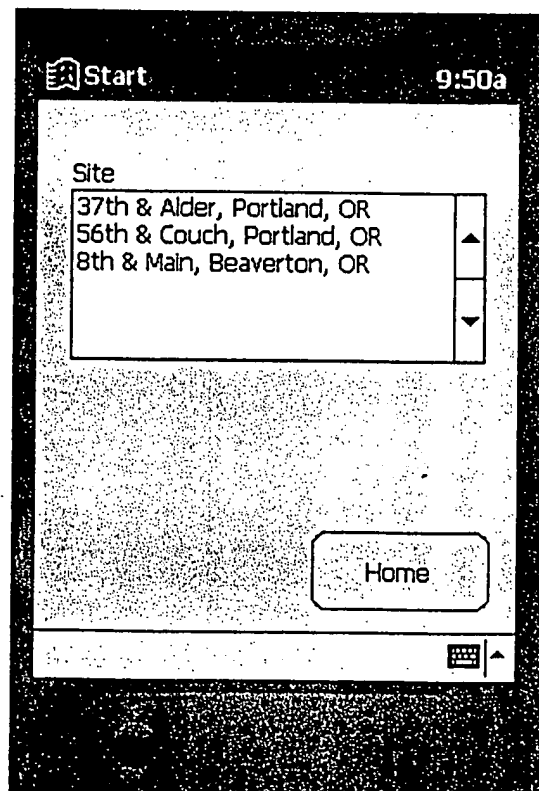 Start 9:50a
Site
37th & Alder, Portland, OR
56th & Couch, Portland, OR
8th & Main, Beaverton, OR
Home